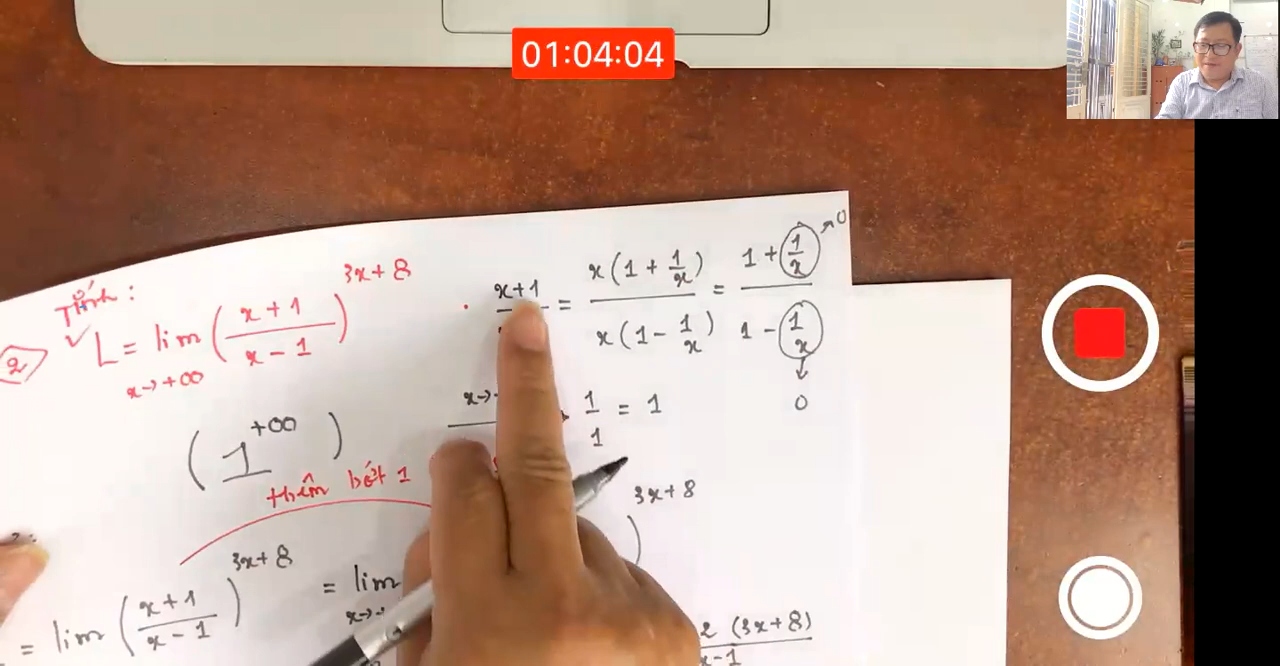 01:04:04
Tính:
2 ✓ L = lim (x+1 / x-1)^3x+8
x→+∞
(1^+∞)
thêm bớt 1
= lim (x+1 / x-1)^3x+8 = lim
3x+8
2 (3x+8)
x-1
. x+1 = x(1 + 1/x) / x(1 - 1/x) = 1 + 1/x / 1 - 1/x
→ 0
↓
0
x→
1/1 = 1